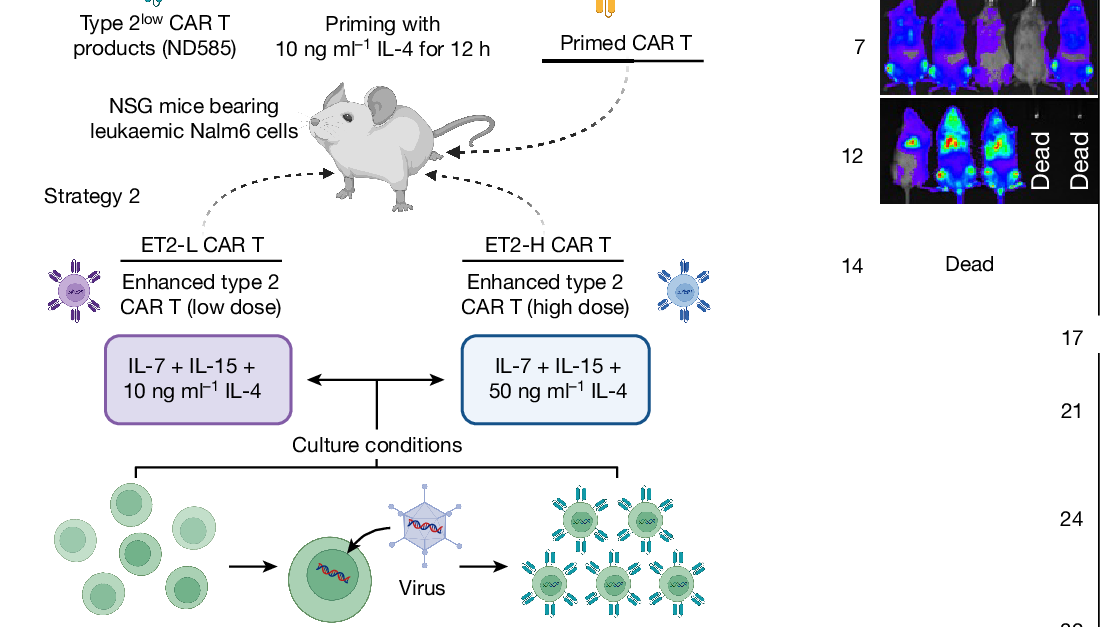 Type 2low CAR T
products (ND585)
Priming with
10 ng ml–1 IL-4 for 12 h
Primed CAR T
7
NSG mice bearing
leukaemic Nalm6 cells
12
Dead
Dead
Strategy 2
ET2-L CAR T
ET2-H CAR T
Enhanced type 2
CAR T (low dose)
Enhanced type 2
CAR T (high dose)
14
Dead
17
IL-7 + IL-15 +
10 ng ml–1 IL-4
IL-7 + IL-15 +
50 ng ml–1 IL-4
21
Culture conditions
24
Virus